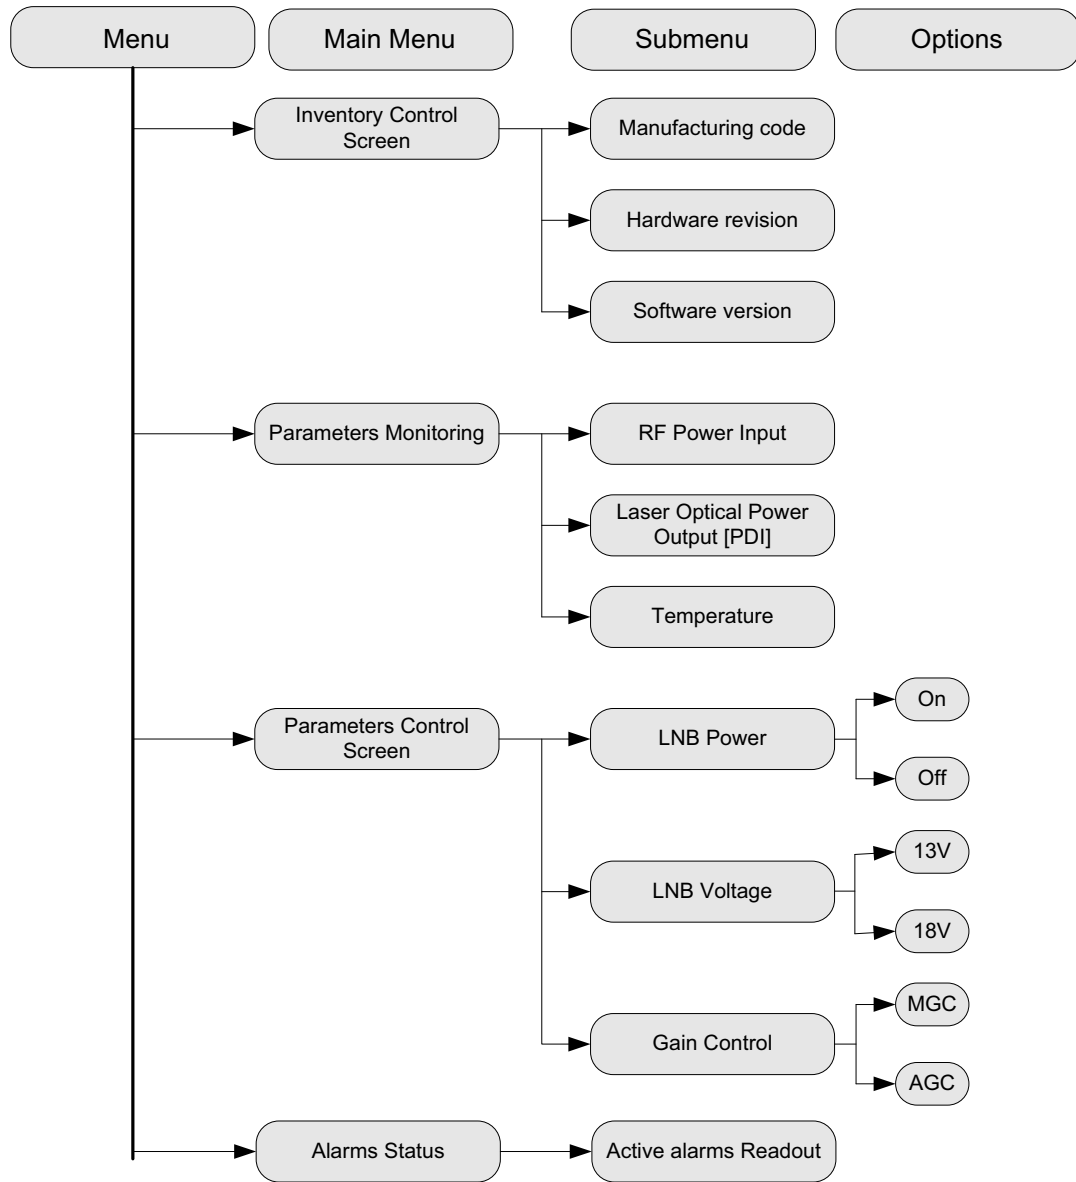 Menu
Main Menu
Submenu
Options
Inventory Control
Screen
Manufacturing code
Hardware revision
Software version
Parameters Monitoring
RF Power Input
Laser Optical Power
Output [PDI]
Temperature
Parameters Control
Screen
LNB Power
On
Off
LNB Voltage
13V
18V
Gain Control
MGC
AGC
Alarms Status
Active alarms Readout